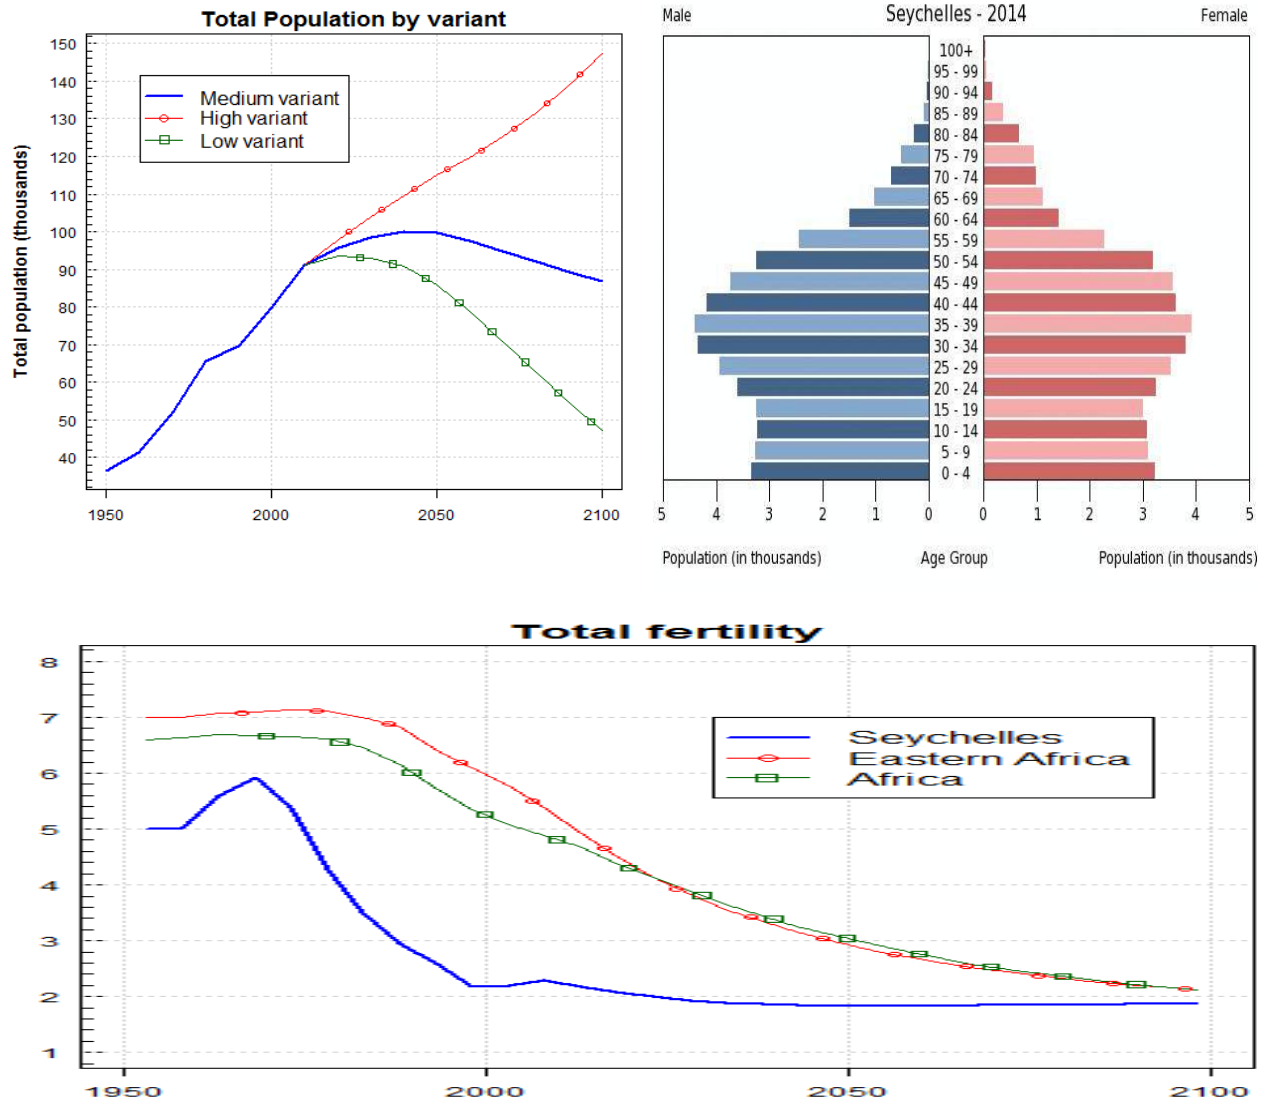 Total Population by variant
Total population (thousands)
150
140
130
120
110
100
90
80
70
60
50
40
1950 2000 2050 2100
Medium variant
High variant
Low variant
Male Seychelles - 2014 Female
100+
95 - 99
90 - 94
85 - 89
80 - 84
75 - 79
70 - 74
65 - 69
60 - 64
55 - 59
50 - 54
45 - 49
40 - 44
35 - 39
30 - 34
25 - 29
20 - 24
15 - 19
10 - 14
5 - 9
0 - 4
5 4 3 2 1 0 0 1 2 3 4 5
Population (in thousands) Age Group Population (in thousands)
Total fertility
8
7
6
5
4
3
2
1
Seychelles
Eastern Africa
Africa
1950 2000 2050 2100